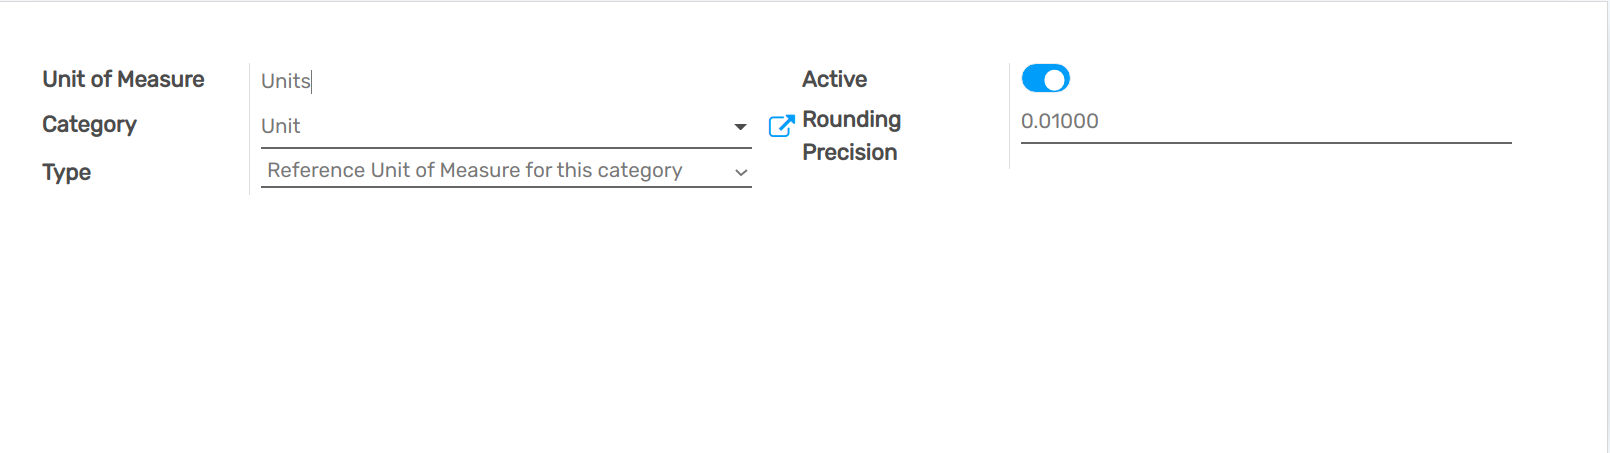 Unit of Measure
Units
Category
Unit
Type
Reference Unit of Measure for this category
Active
Rounding
Precision
0.01000